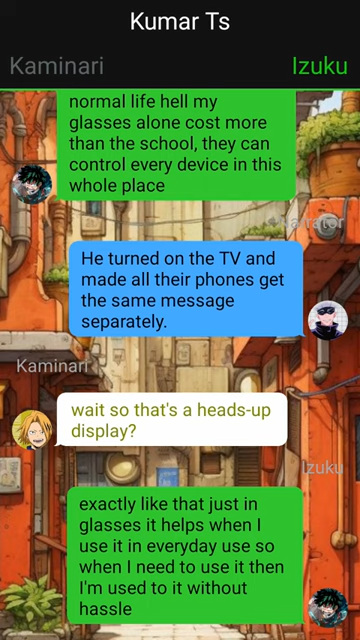 Kumar Ts
Kaminari
Izuku
normal life hell my
glasses alone cost more
than the school, they can
control every device in this
whole place
He turned on the TV and
made all their phones get
the same message
separately.
Kaminari
wait so that's a heads-up
display?
Izuku
exactly like that just in
glasses it helps when I
use it in everyday use so
when I need to use it then
I'm used to it without
hassle